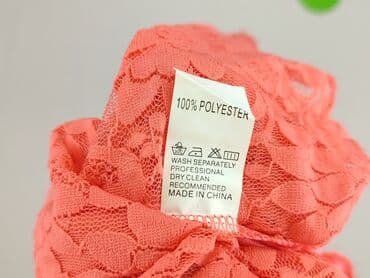 100% POLYESTER
WASH SEPARATELY
PROFESSIONAL
DRY CLEAN
RECOMMENDED
MADE IN CHINA